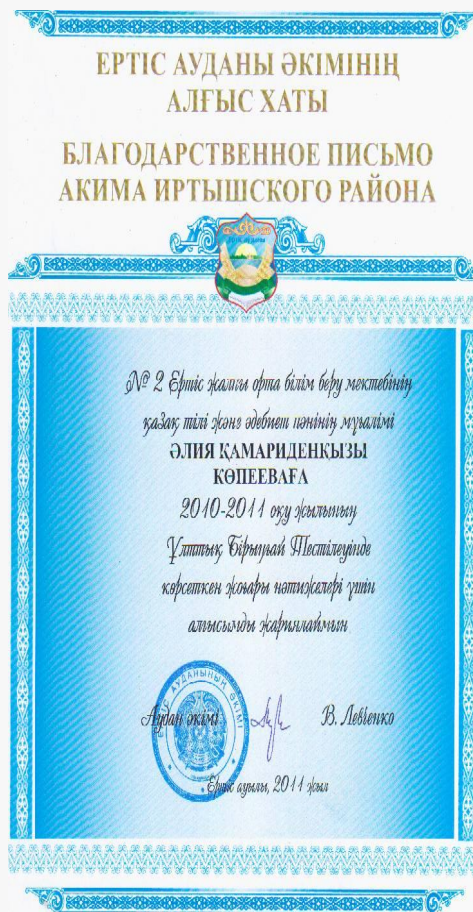 ЕРТІС АУДАНЫ ӘКІМІНІҢ
АЛҒЫС ХАТЫ
БЛАГОДАРСТВЕННОЕ ПИСЬМО
АКИМА ИРТЫШСКОГО РАЙОНА
№ 2 Ертіс жалпы орта білім беру мектебінің
қазақ тілі және әдебиет пәнінің мұғалімі
ӘЛИЯ ҚАМАРИДЕНҚЫЗЫ
КӨПЕЕВАҒА
2010-2011 оқу жылының
Ұлттық Бірыңғай Тестілеуінде
көрсеткен жоғары нәтижелері үшін
алғысымды жариялаймын
АУДАНЫНЫҢ ӘКІМІ
Аудан әкімі В. Левченко
Ертіс ауылы, 2011 жыл